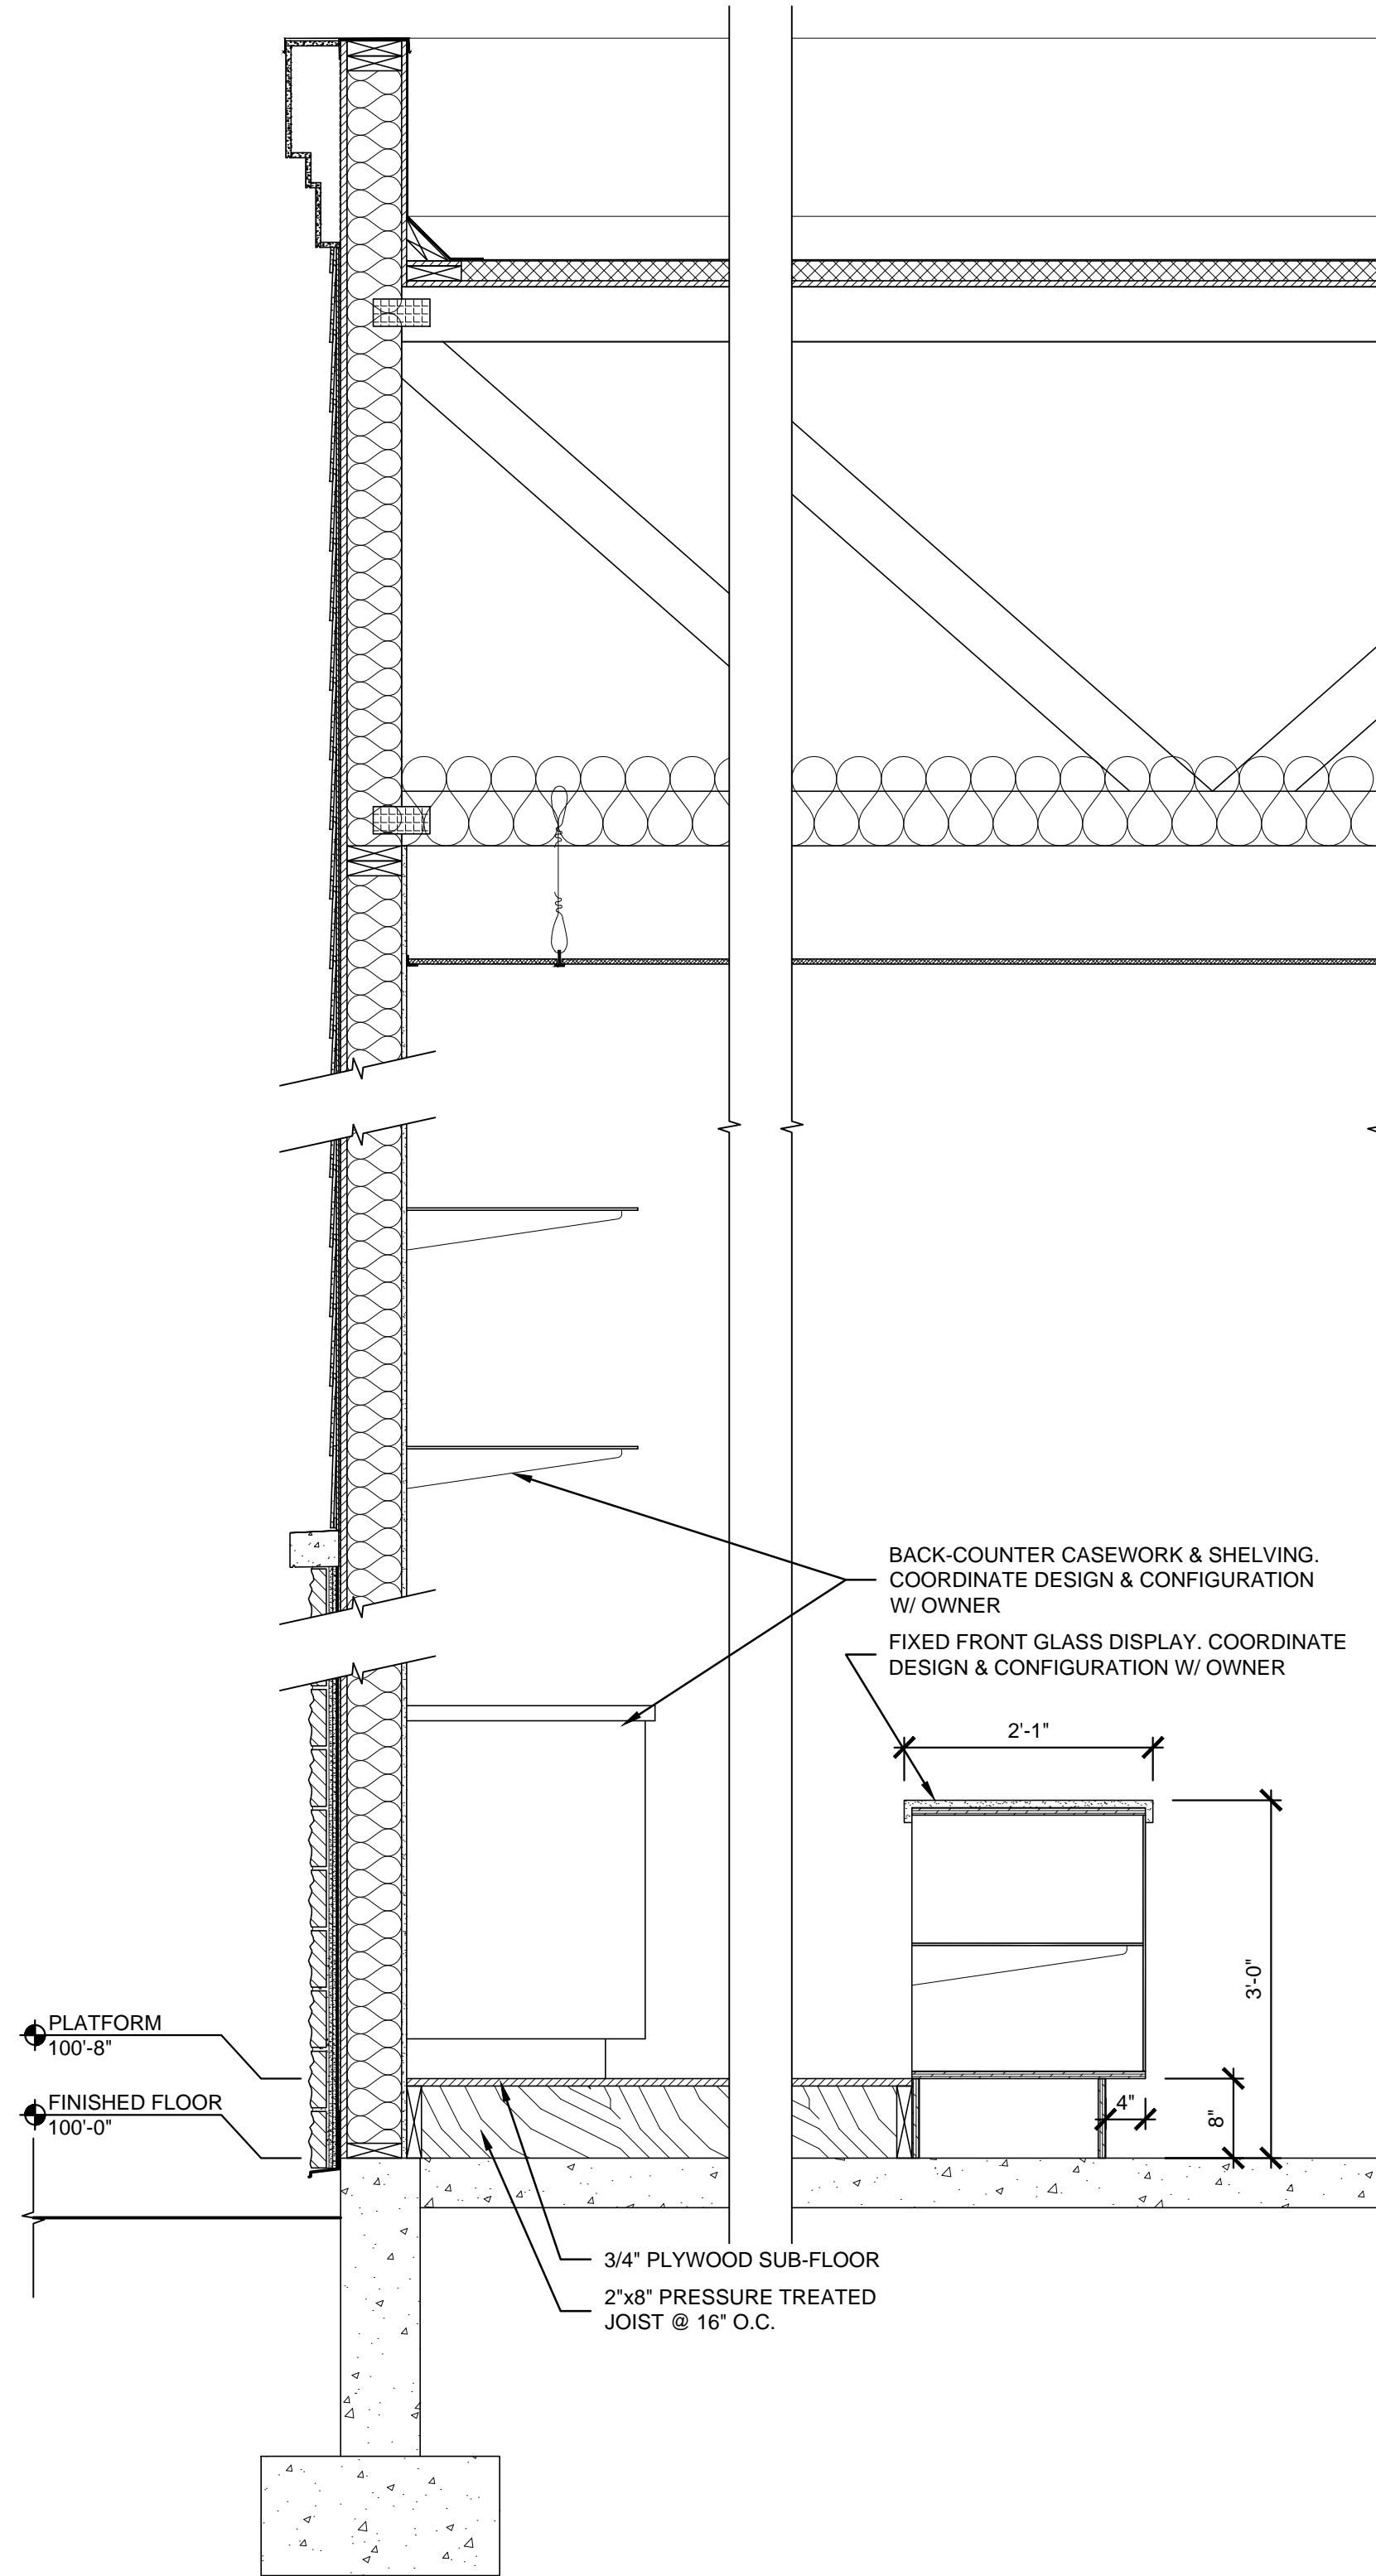 BACK-COUNTER CASEWORK & SHELVING.
COORDINATE DESIGN & CONFIGURATION
W/ OWNER
FIXED FRONT GLASS DISPLAY. COORDINATE
DESIGN & CONFIGURATION W/ OWNER
2'-1"
3'-0"
4"
8"
PLATFORM
100'-8"
FINISHED FLOOR
100'-0"
3/4" PLYWOOD SUB-FLOOR
2"x8" PRESSURE TREATED
JOIST @ 16" O.C.